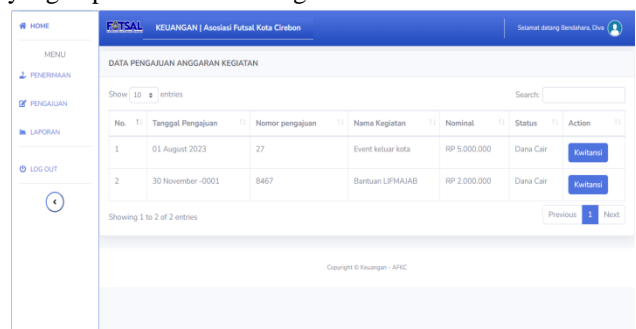 HOME
MENU
PENERIMAAN
PENGAJUAN
LAPORAN
LOG OUT
FUTSAL KEUANGAN | Asosiasi Futsal Kota Cirebon Selamat datang Bendahara, Diva
DATA PENGAJUAN ANGGARAN KEGIATAN
Show 10 entries Search:
No. Tanggal Pengajuan Nomor pengajuan Nama Kegiatan Nominal Status Action
1 01 August 2023 27 Event keluar kota RP 5.000.000 Dana Cair Kwitansi
2 30 November -0001 8467 Bantuan LIFMAJAB RP 2.000.000 Dana Cair Kwitansi
Showing 1 to 2 of 2 entries Previous 1 Next
Copyright © Keuangan - AFKC